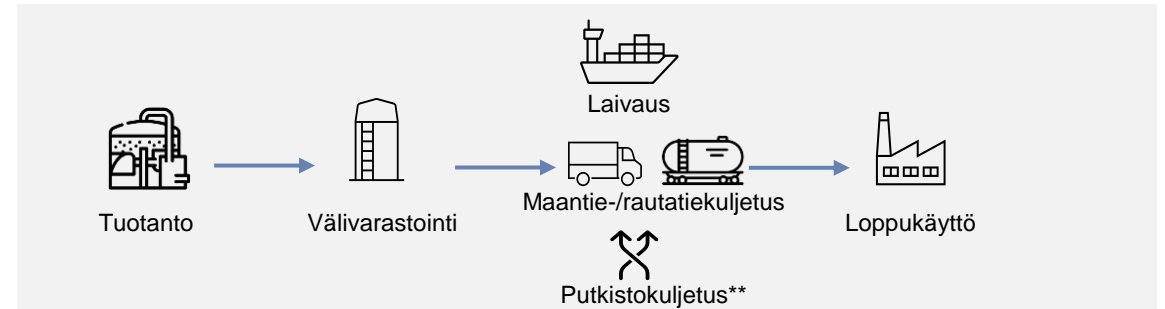 Laivaus
Tuotanto
Välivarastointi
Maantie-/rautatiekuljetus
Loppukäyttö
Putkistokuljetus**